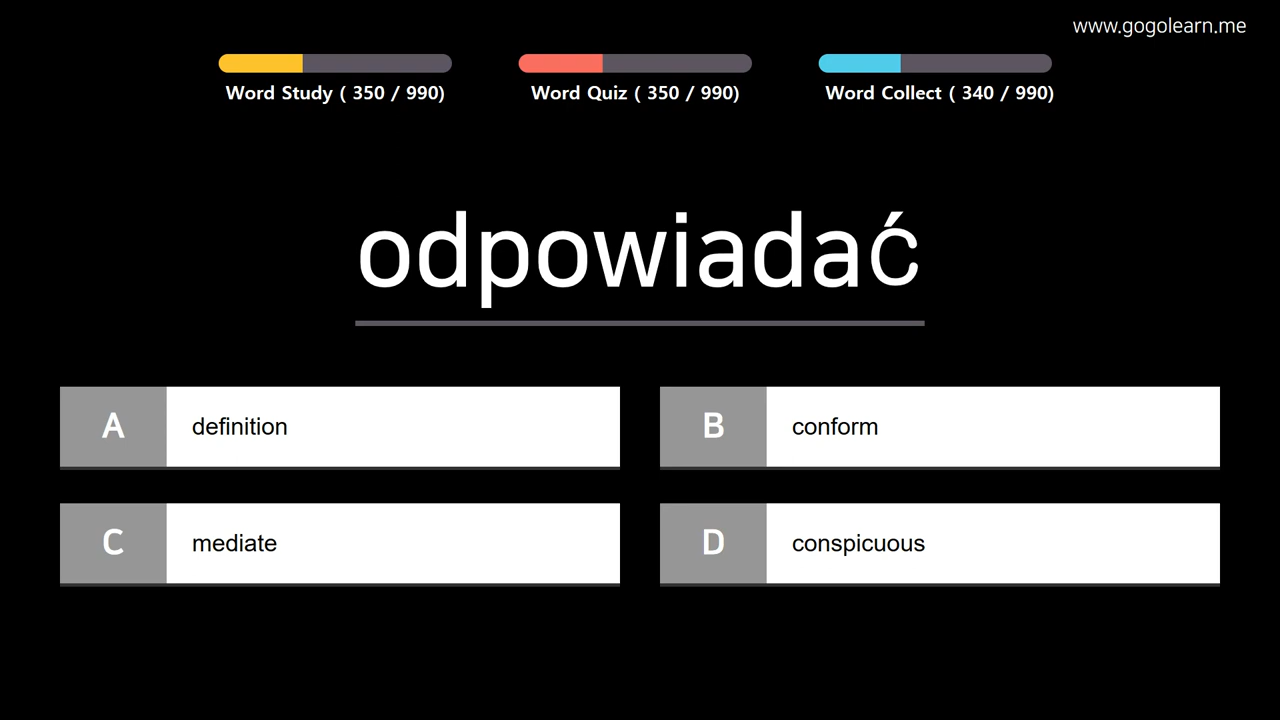 www.gogolearn.me
Word Study ( 350 / 990)
Word Quiz ( 350 / 990)
Word Collect ( 340 / 990)
odpowiadać
A definition
B conform
C mediate
D conspicuous